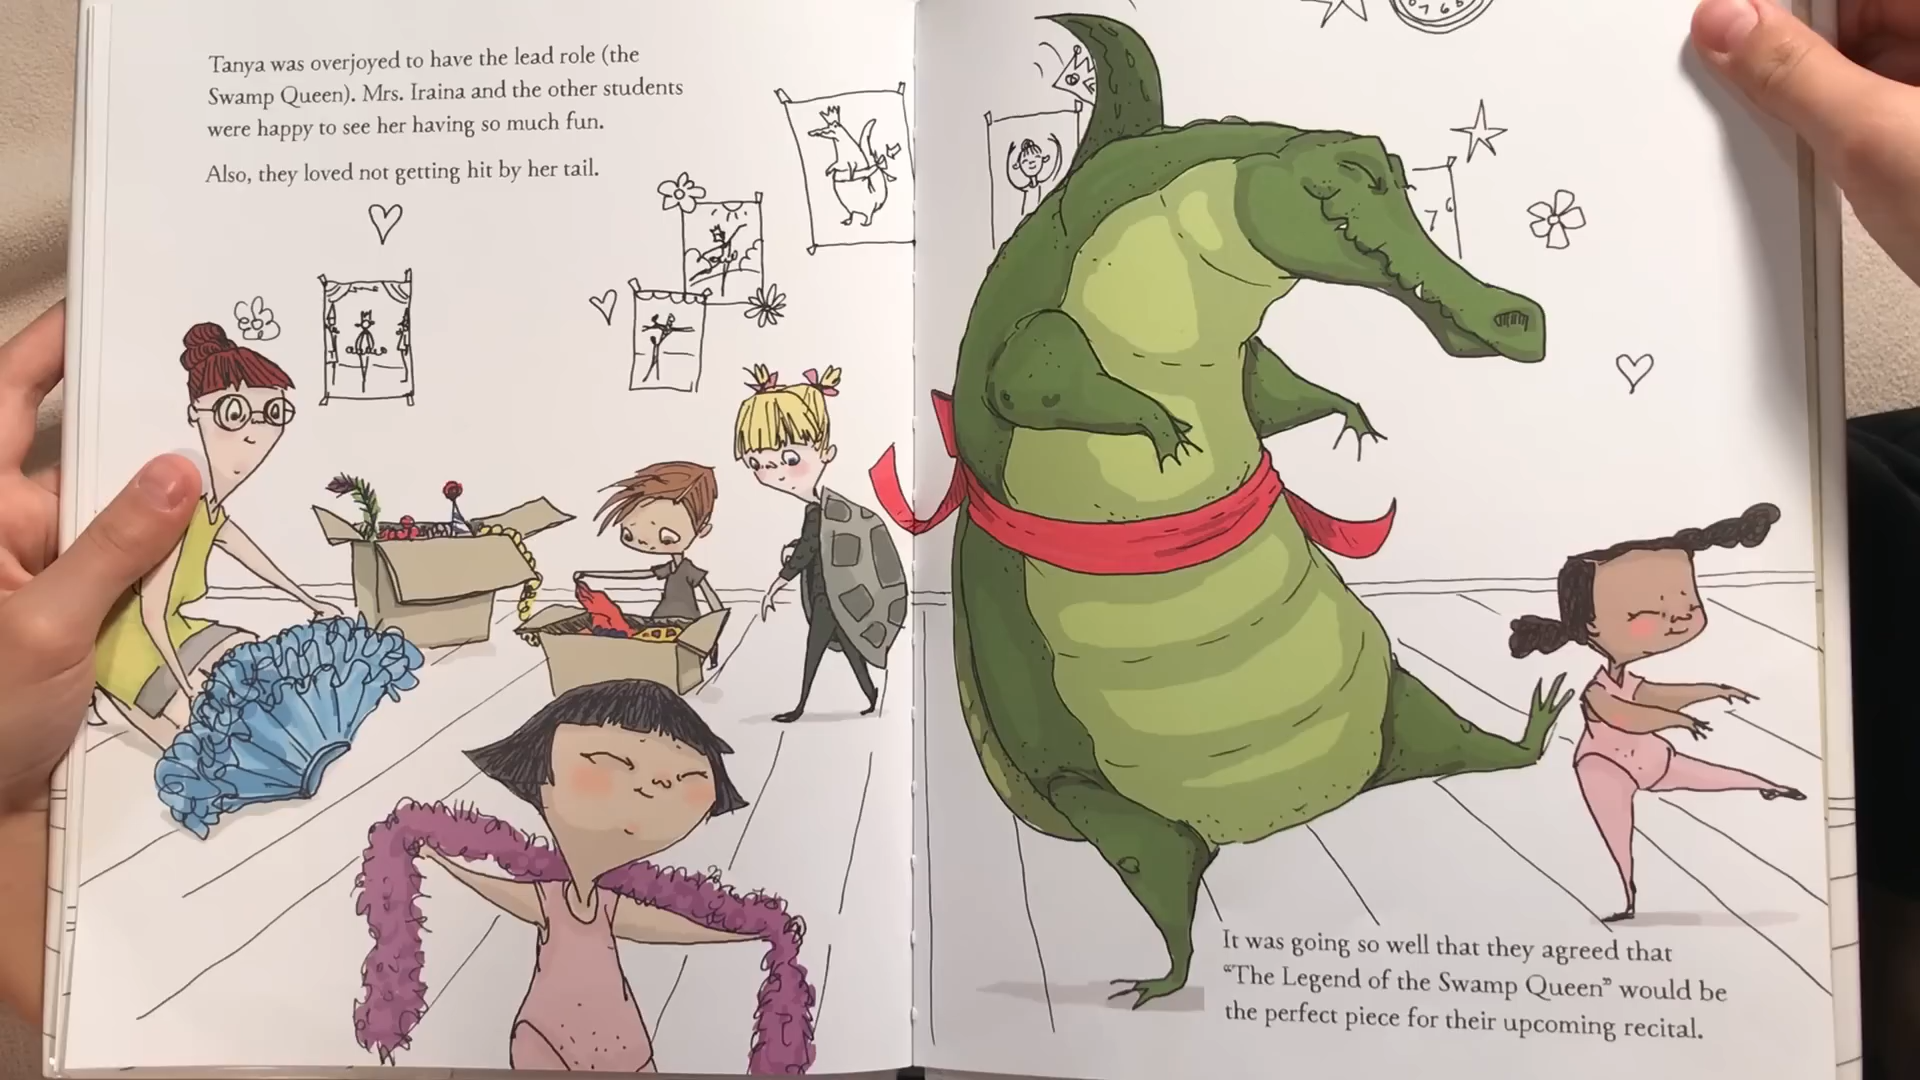 Tanya was overjoyed to have the lead role (the
Swamp Queen). Mrs. Iraina and the other students
were happy to see her having so much fun.
Also, they loved not getting hit by her tail.
It was going so well that they agreed that
“The Legend of the Swamp Queen” would be
the perfect piece for their upcoming recital.